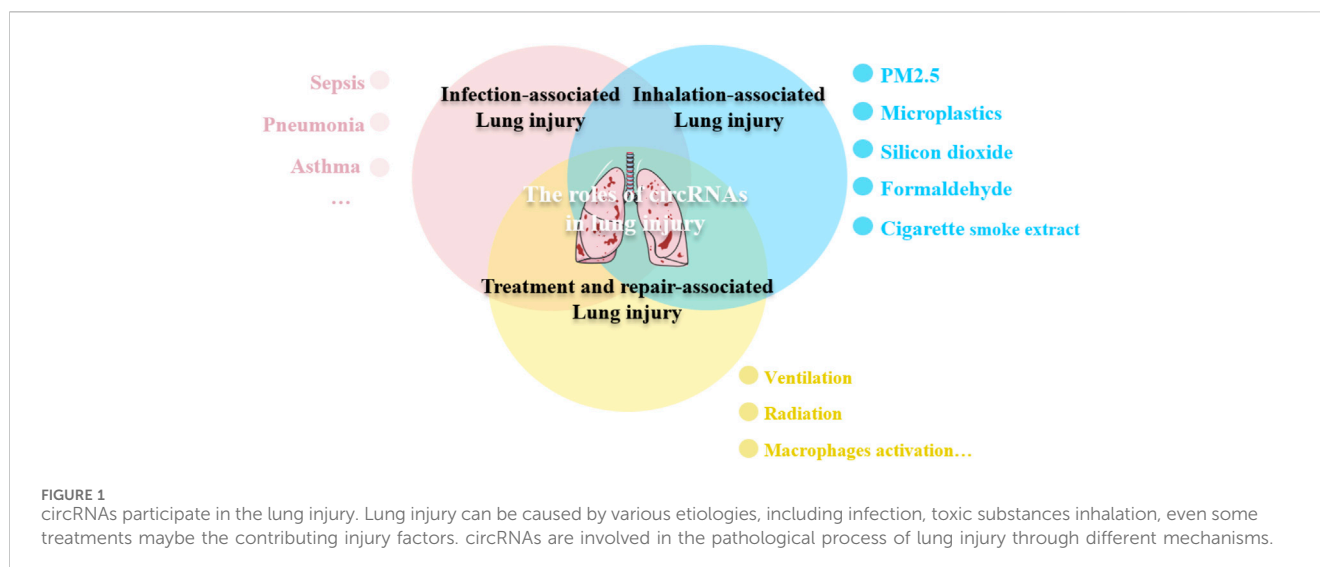 Sepsis
Pneumonia
Asthma
…
Infection-associated
Lung injury
Inhalation-associated
Lung injury
PM2.5
Microplastics
Silicon dioxide
Formaldehyde
Cigarette smoke extract
The roles of circRNAs
in lung injury
Treatment and repair-associated
Lung injury
Ventilation
Radiation
Macrophages activation…
FIGURE 1
circRNAs participate in the lung injury. Lung injury can be caused by various etiologies, including infection, toxic substances inhalation, even some
treatments maybe the contributing injury factors. circRNAs are involved in the pathological process of lung injury through different mechanisms.